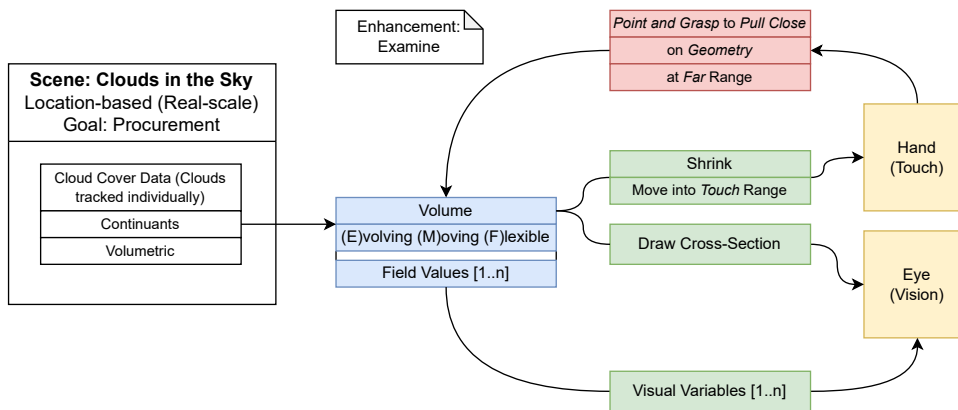 Enhancement:
Examine
Scene: Clouds in the Sky
Location-based (Real-scale)
Goal: Procurement
Cloud Cover Data (Clouds
tracked individually)
Continuants
Volumetric
Volume
(E)volving (M)oving (F)lexible
Field Values [1..n]
Point and Grasp to Pull Close
on Geometry
at Far Range
Shrink
Move into Touch Range
Draw Cross-Section
Visual Variables [1..n]
Hand
(Touch)
Eye
(Vision)